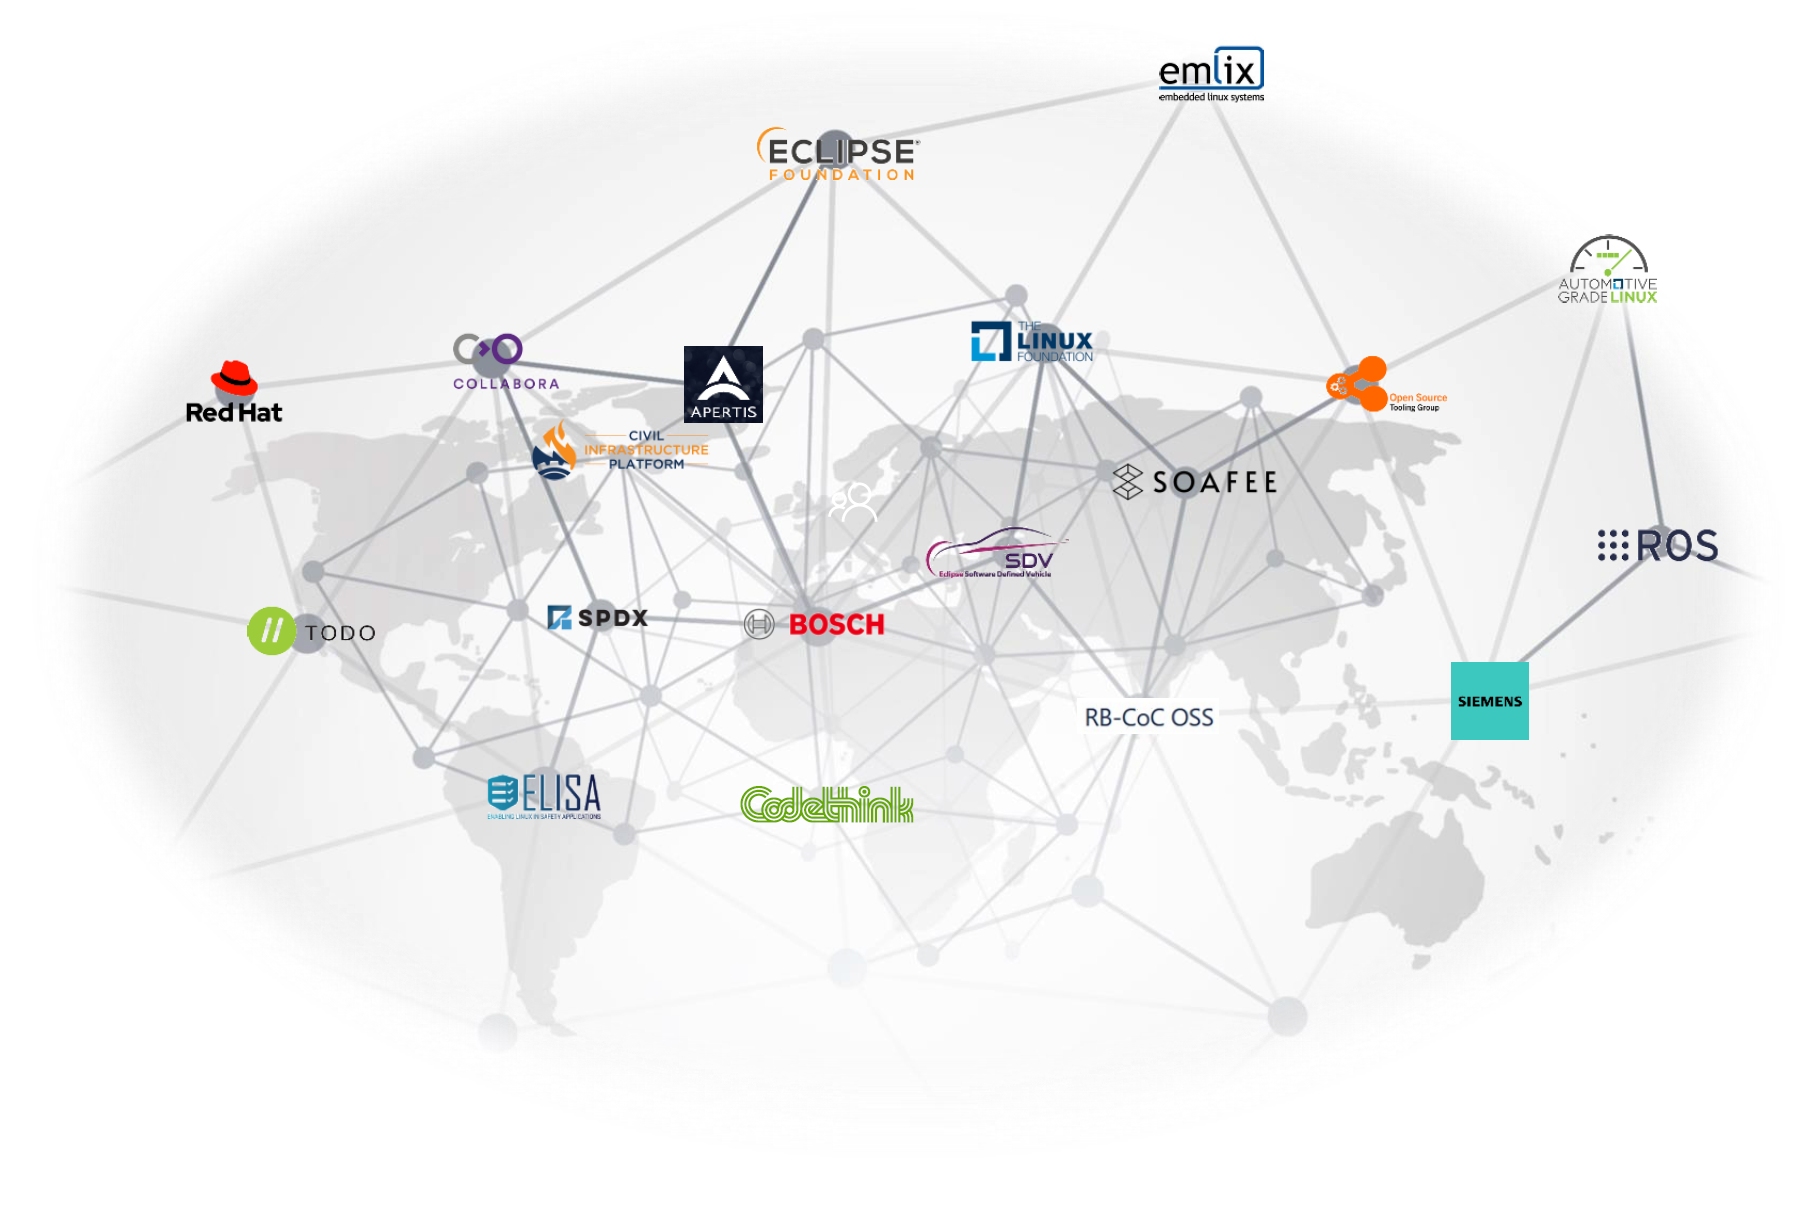 emlix
embedded linux systems
ECLIPSE®
FOUNDATION
AUTOMOTIVE
GRADE LINUX
THE
LINUX
FOUNDATION
COLLABORA
Red Hat
APERTIS
Open Source
Tooling Group
CIVIL
INFRASTRUCTURE
PLATFORM
SOAFEE
ROS
SDV
Eclipse Software Defined Vehicle
TODO
SPDX
BOSCH
SIEMENS
RB-CoC OSS
ELISA
ENABLING LINUX IN SAFETY APPLICATIONS
Codethink